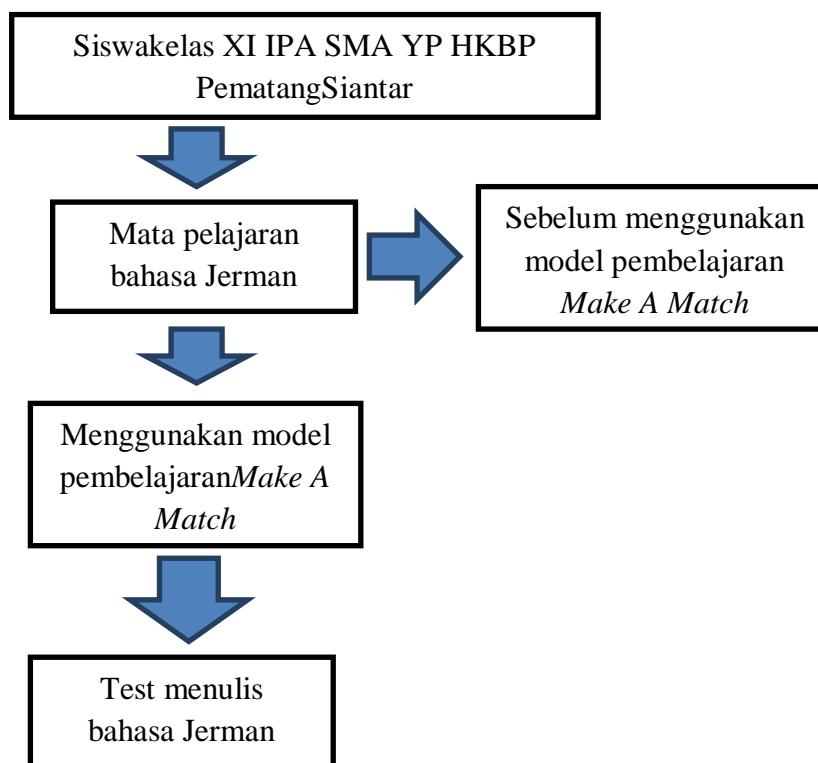 Siswakelas XI IPA SMA YP HKBP
PematangSiantar
Mata pelajaran
bahasa Jerman
Sebelum menggunakan
model pembelajaran
Make A Match
Menggunakan model
pembelajaranMake A
Match
Test menulis
bahasa Jerman